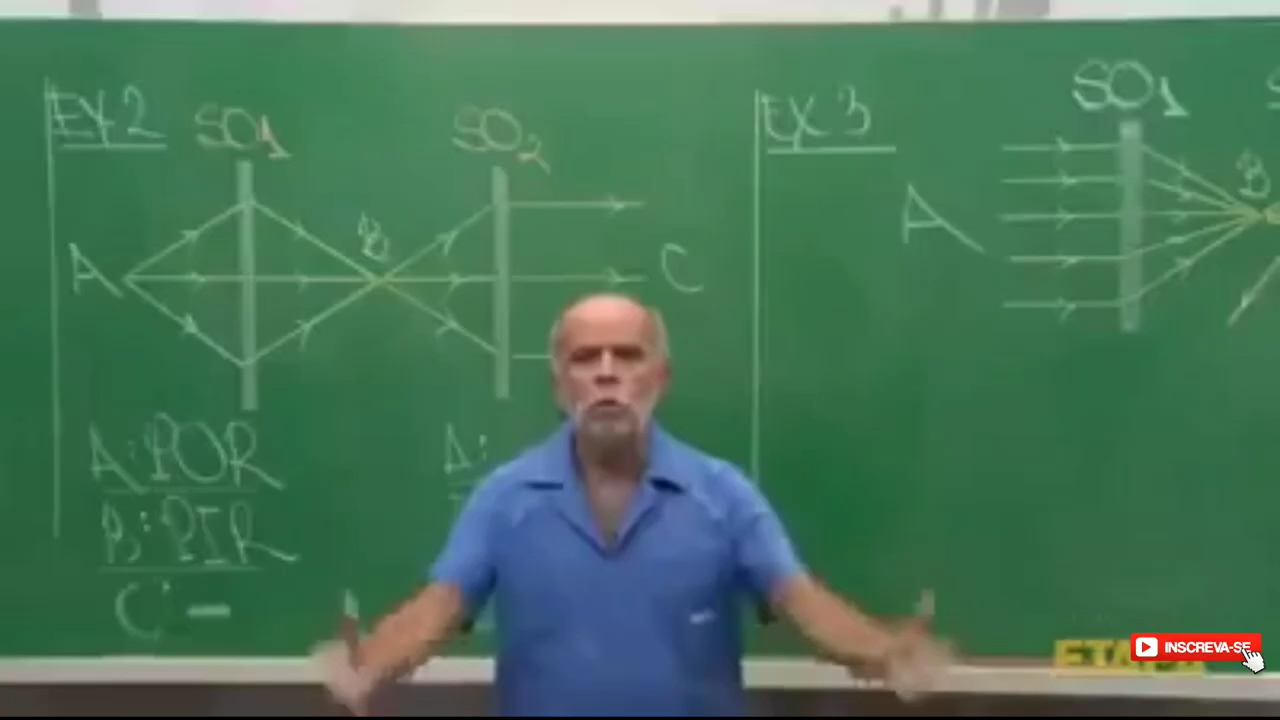 EX 2
SO1
SO2
A
B
C
A: POR
B: PIR
C: –
A:
EX 3
SO1
A
B
INSCREVA-SE